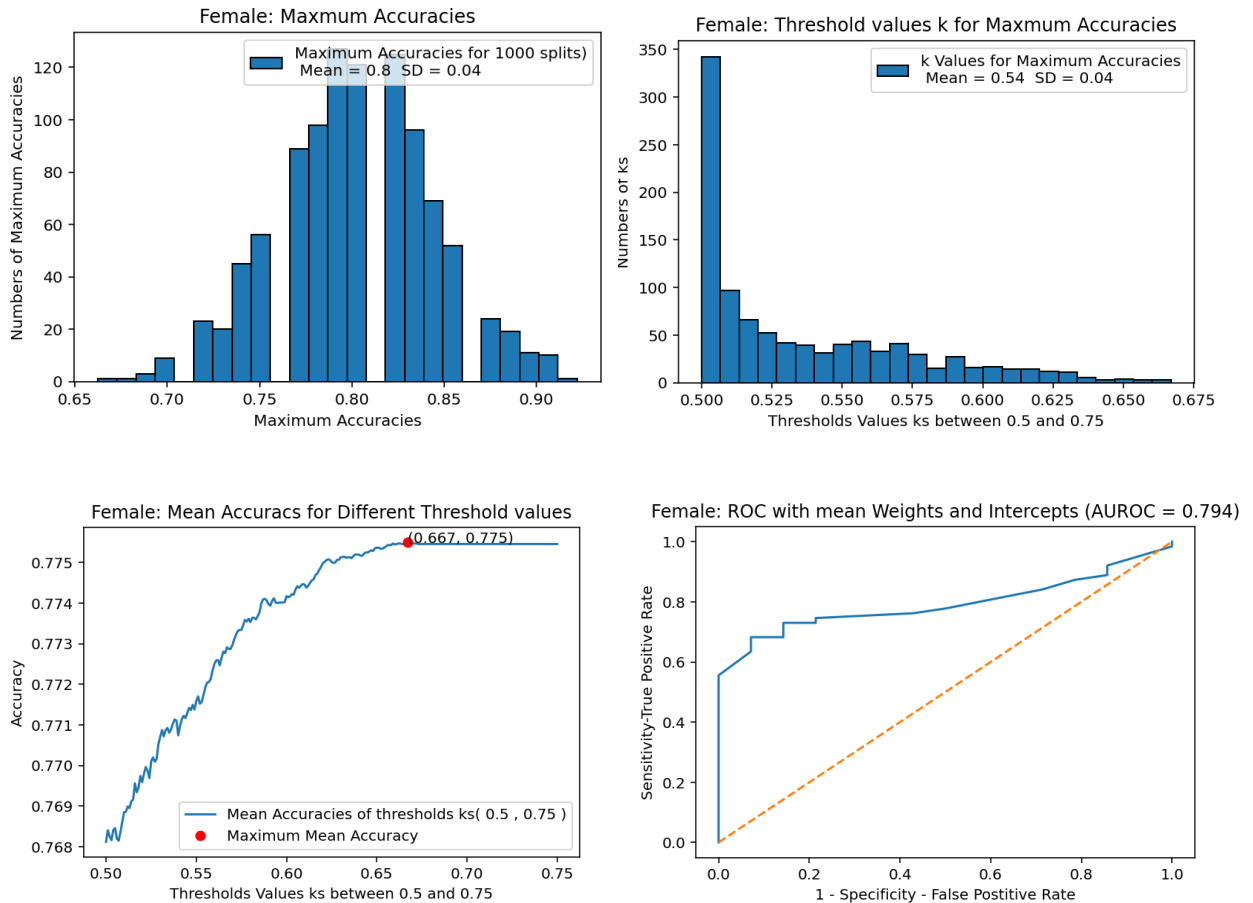 Female: Maxmum Accuracies
Numbers of Maximum Accuracies
120
100
80
60
40
20
0
Maximum Accuracies for 1000 splits)
Mean = 0.8 SD = 0.04
0.65 0.70 0.75 0.80 0.85 0.90
Maximum Accuracies
Female: Threshold values k for Maxmum Accuracies
Numbers of ks
350
300
250
200
150
100
50
0
k Values for Maximum Accuracies
Mean = 0.54 SD = 0.04
0.500 0.525 0.550 0.575 0.600 0.625 0.650 0.675
Thresholds Values ks between 0.5 and 0.75
Female: Mean Accuracs for Different Threshold values
Accuracy
(0.667, 0.775)
0.775
0.774
0.773
0.772
0.771
0.770
0.769
0.768
Mean Accuracies of thresholds ks( 0.5 , 0.75 )
Maximum Mean Accuracy
0.50 0.55 0.60 0.65 0.70 0.75
Thresholds Values ks between 0.5 and 0.75
Female: ROC with mean Weights and Intercepts (AUROC = 0.794)
Sensitivity-True Positive Rate
1.0
0.8
0.6
0.4
0.2
0.0
0.0 0.2 0.4 0.6 0.8 1.0
1 - Specificity - False Postitive Rate